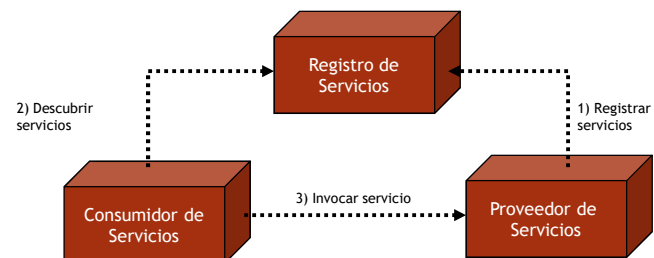 Registro de
Servicios
2) Descubrir
servicios
1) Registrar
servicios
Consumidor de
Servicios
3) Invocar servicio
Proveedor de
Servicios